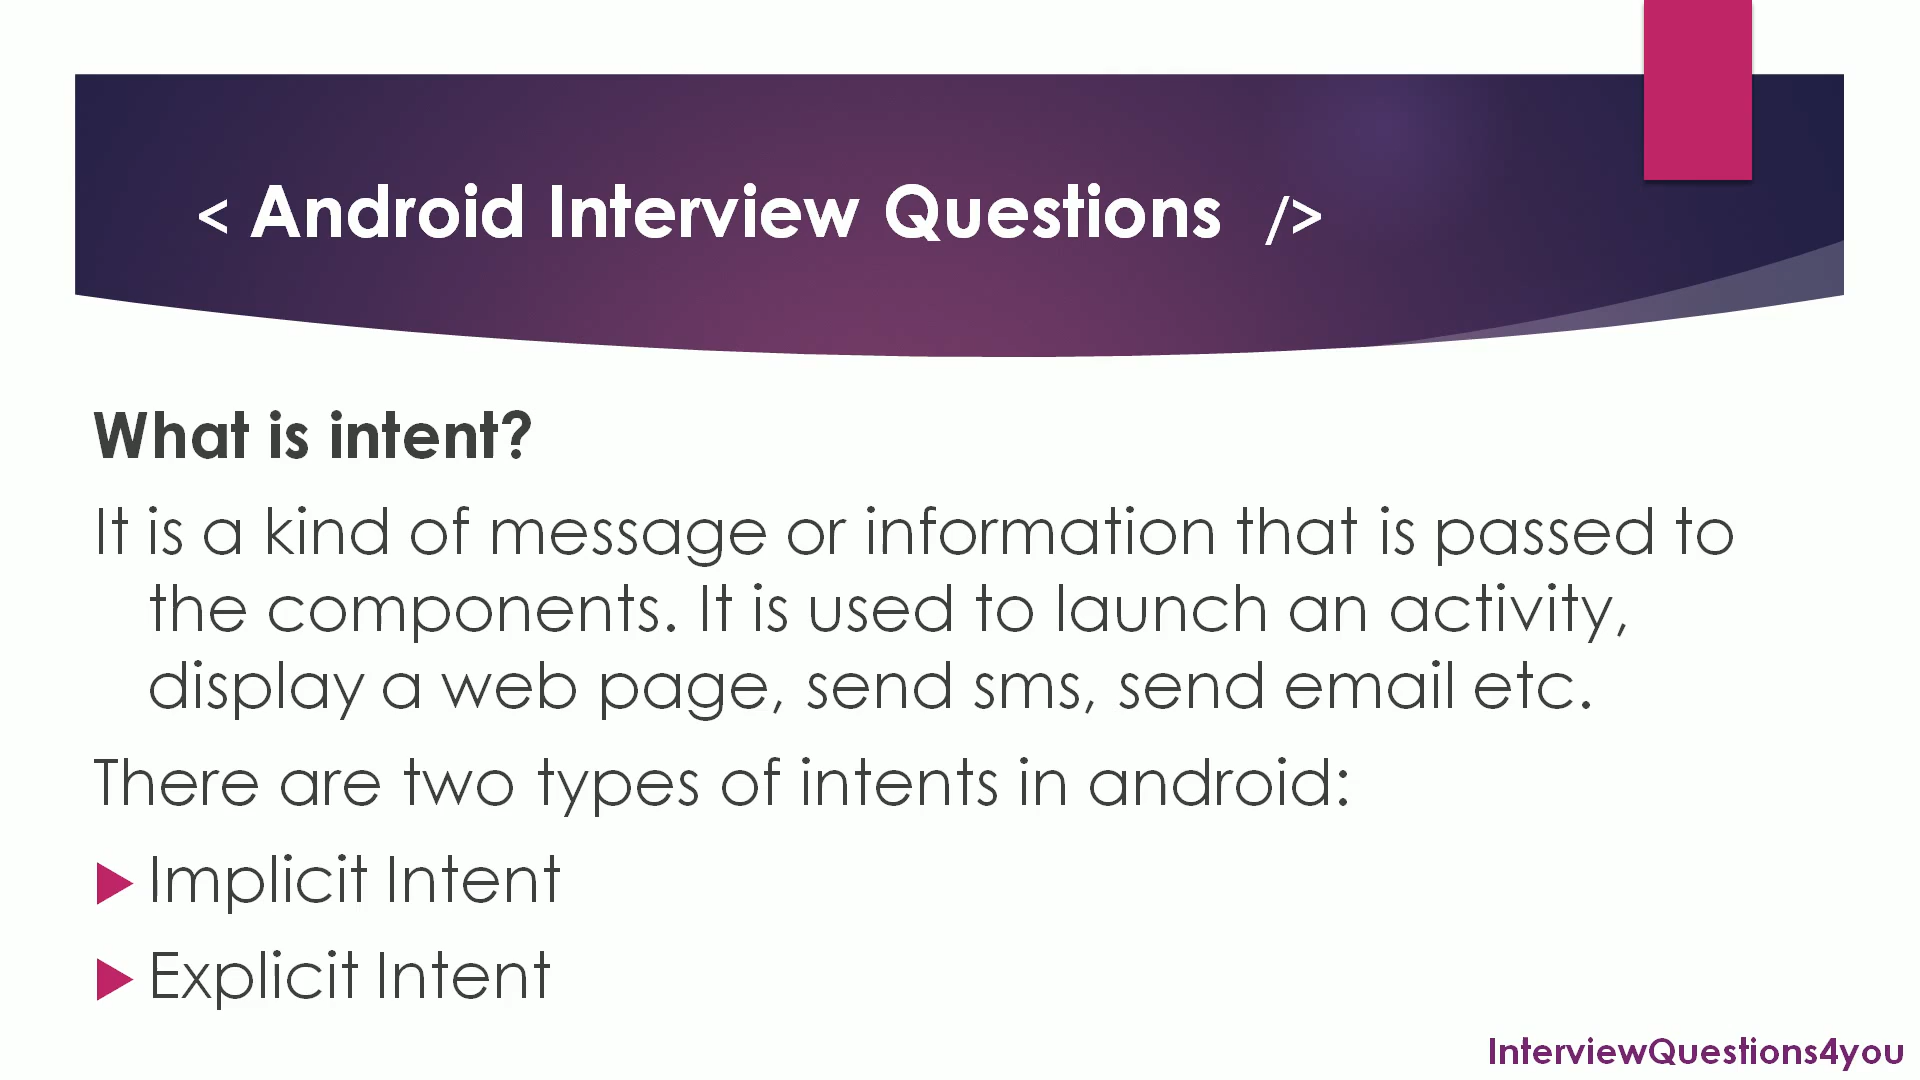 < Android Interview Questions />
What is intent?
It is a kind of message or information that is passed to
the components. It is used to launch an activity,
display a web page, send sms, send email etc.
There are two types of intents in android:
Implicit Intent
Explicit Intent
InterviewQuestions4you